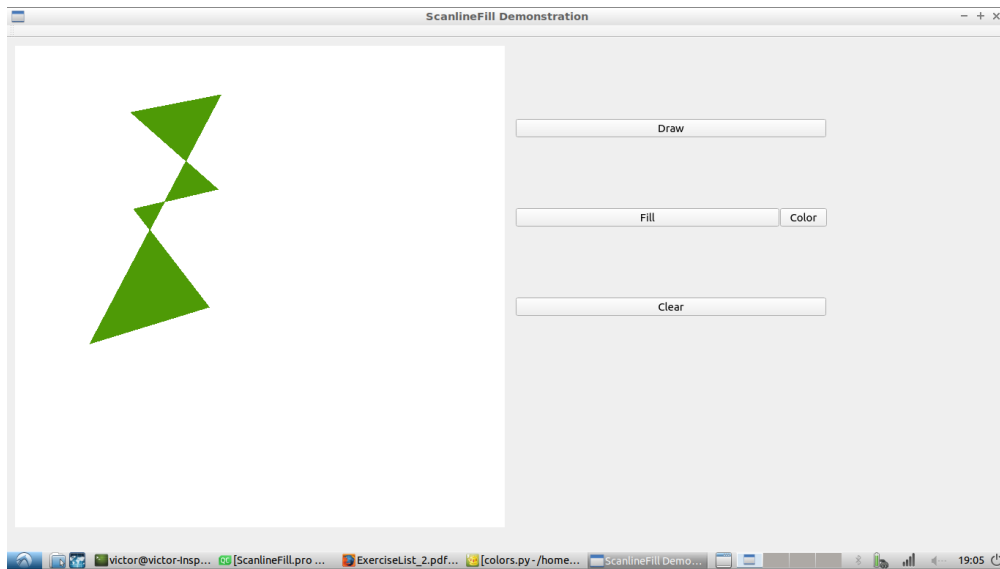 ScanlineFill Demonstration
Draw
Fill Color
Clear
victor@victor-Insp... [ScanlineFill.pro ... ExerciseList_2.pdf... [colors.py - /home... ScanlineFill Demo... 19:05